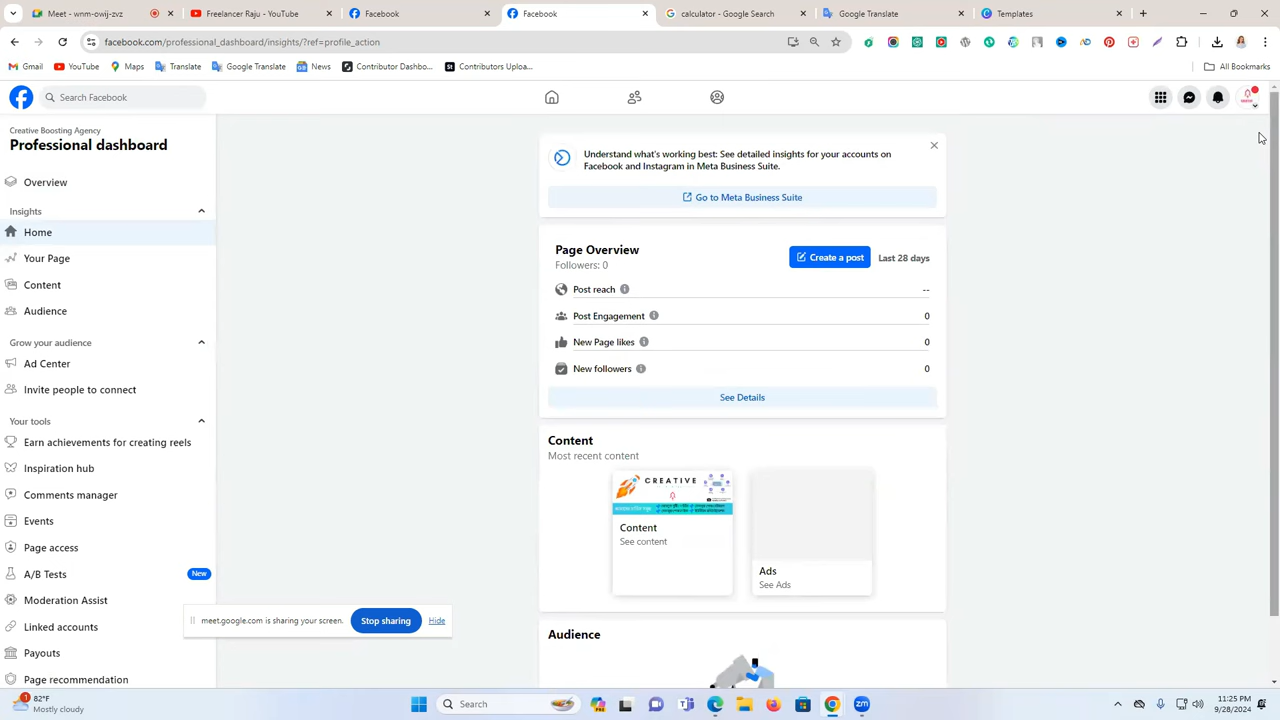 Meet - wnm-owij-zvz
Freelancer Raju - YouTube
Facebook
Facebook
calculator - Google Search
Google Translate
Templates
facebook.com/professional_dashboard/insights/?ref=profile_action
Gmail
YouTube
Maps
Translate
Google Translate
News
Contributor Dashbo...
Contributors Uploa...
All Bookmarks
Search Facebook
Creative Boosting Agency
Professional dashboard
Overview
Insights
Home
Your Page
Content
Audience
Grow your audience
Ad Center
Invite people to connect
Your tools
Earn achievements for creating reels
Inspiration hub
Comments manager
Events
Page access
A/B Tests
New
Moderation Assist
Linked accounts
Payouts
Page recommendation
Understand what's working best: See detailed insights for your accounts on
Facebook and Instagram in Meta Business Suite.
Go to Meta Business Suite
Page Overview
Followers: 0
Create a post
Last 28 days
Post reach --
Post Engagement 0
New Page likes 0
New followers 0
See Details
Content
Most recent content
CREATIVE
Content
See content
Ads
See Ads
Audience
meet.google.com is sharing your screen.
Stop sharing
Hide
1
82°F
Mostly cloudy
Search
11:25 PM
9/28/2024